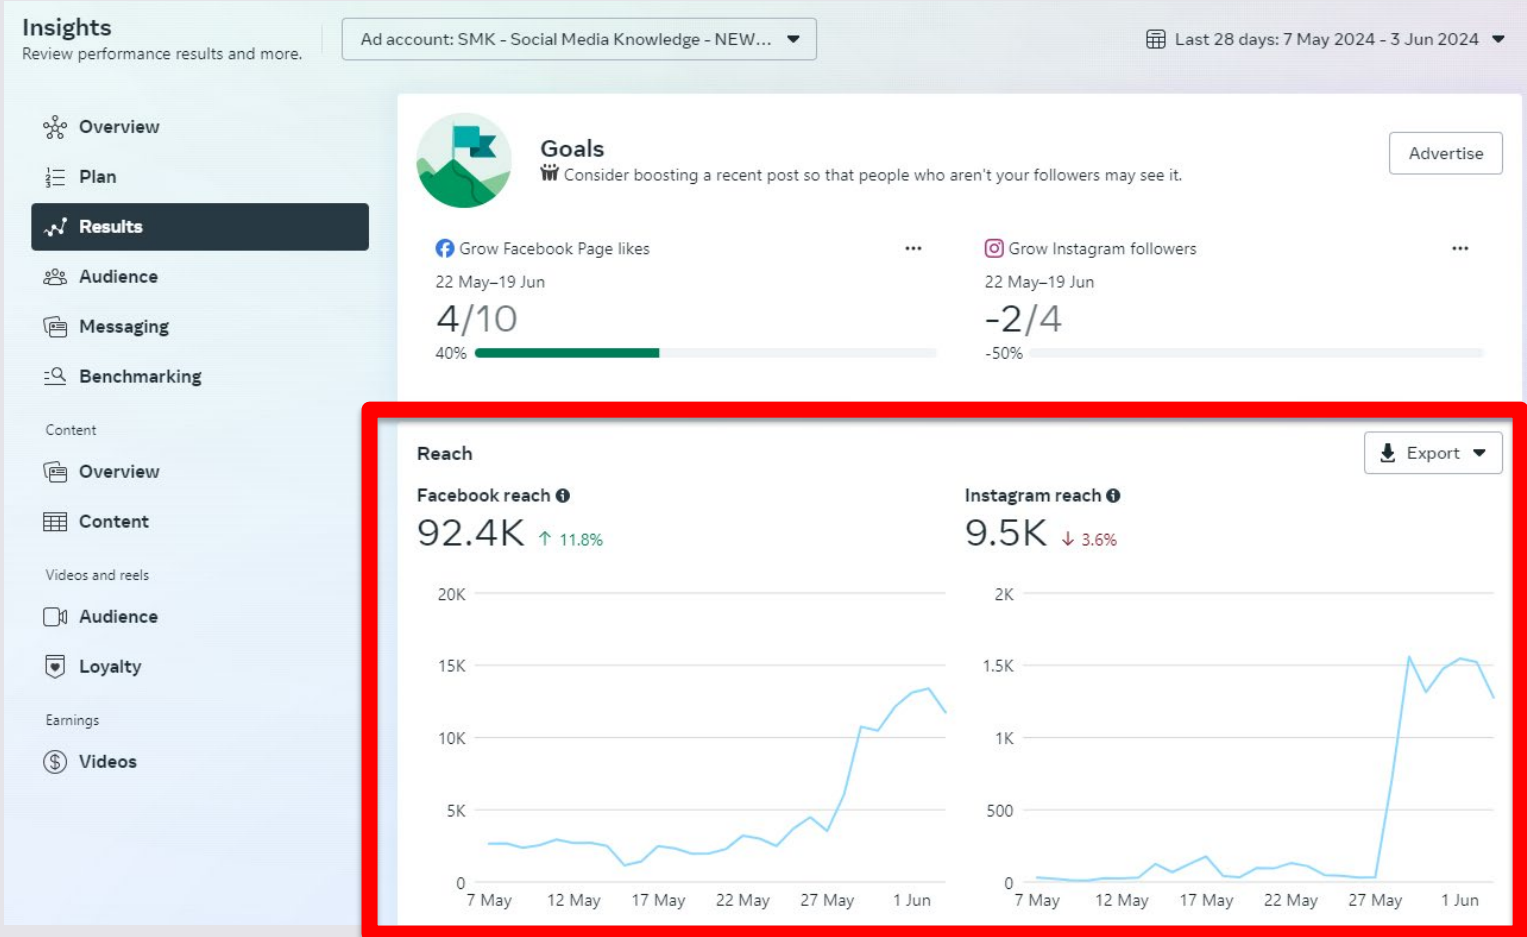 Insights
Review performance results and more.
Ad account: SMK - Social Media Knowledge - NEW...
Last 28 days: 7 May 2024 - 3 Jun 2024
Overview
Plan
Results
Audience
Messaging
Benchmarking
Content
Overview
Content
Videos and reels
Audience
Loyalty
Earnings
Videos
Goals
Consider boosting a recent post so that people who aren't your followers may see it.
Advertise
Grow Facebook Page likes
22 May–19 Jun
4/10
40%
Grow Instagram followers
22 May–19 Jun
-2/4
-50%
Reach
Export
Facebook reach
92.4K ↑ 11.8%
20K
15K
10K
5K
0
7 May 12 May 17 May 22 May 27 May 1 Jun
Instagram reach
9.5K ↓ 3.6%
2K
1.5K
1K
500
0
7 May 12 May 17 May 22 May 27 May 1 Jun